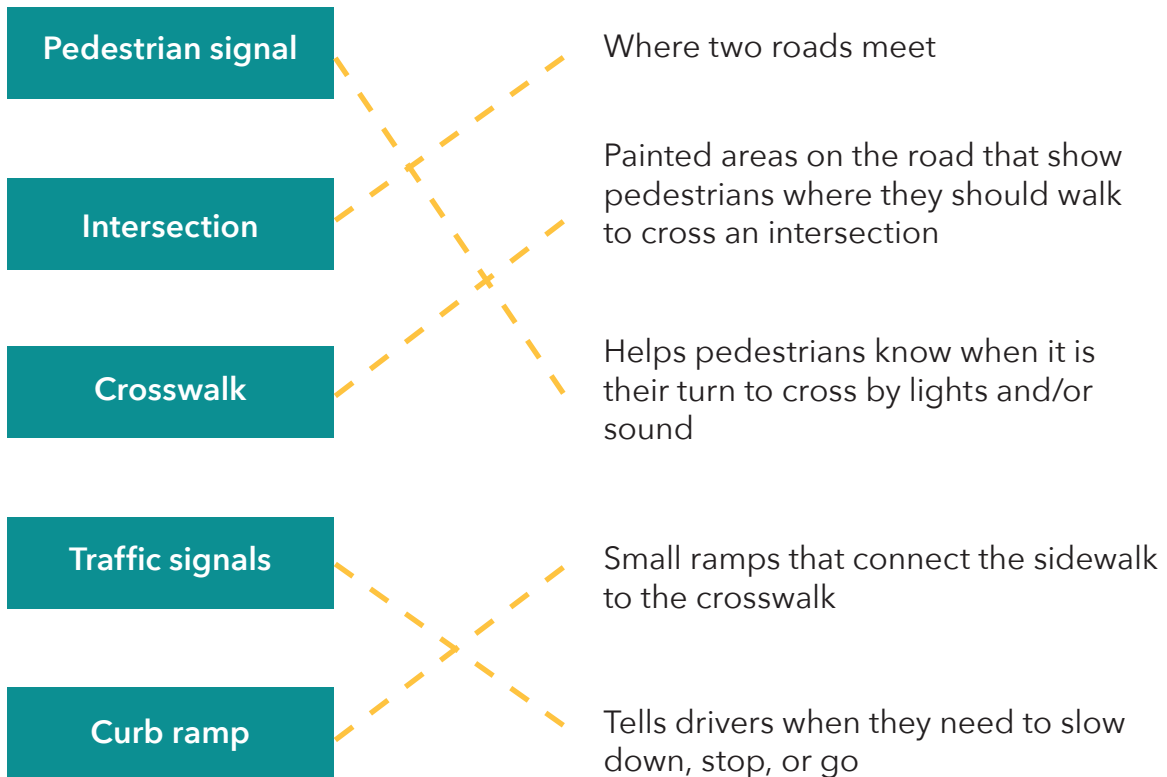 Pedestrian signal
Where two roads meet
Intersection
Painted areas on the road that show
pedestrians where they should walk
to cross an intersection
Crosswalk
Helps pedestrians know when it is
their turn to cross by lights and/or
sound
Traffic signals
Small ramps that connect the sidewalk
to the crosswalk
Curb ramp
Tells drivers when they need to slow
down, stop, or go